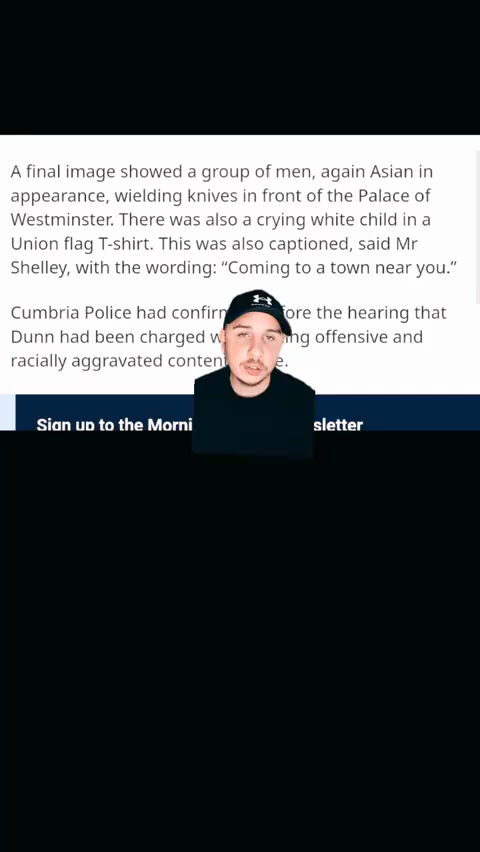 A final image showed a group of men, again Asian in
appearance, wielding knives in front of the Palace of
Westminster. There was also a crying white child in a
Union flag T-shirt. This was also captioned, said Mr
Shelley, with the wording: “Coming to a town near you.”
Cumbria Police had confirm ore the hearing that
Dunn had been charged w ng offensive and
racially aggravated conten e.
Sign up to the Morni sletter